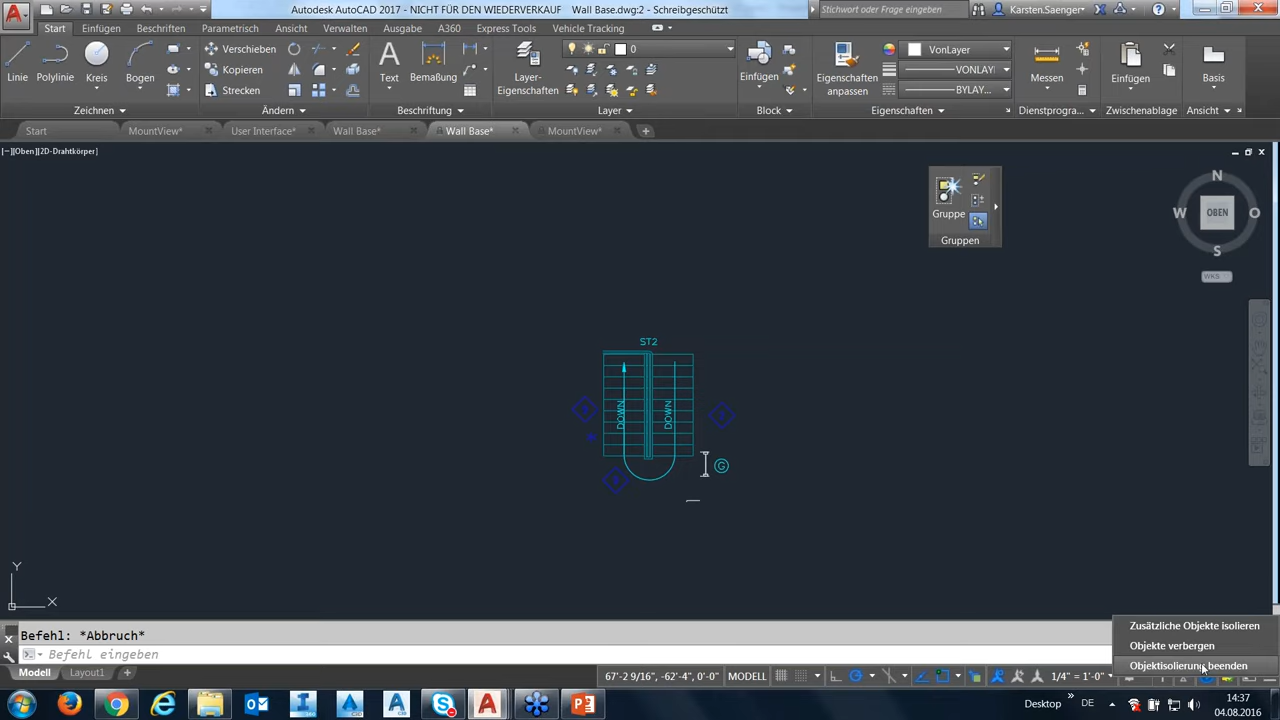 Autodesk AutoCAD 2017 - NICHT FÜR DEN WIEDERVERKAUF Wall Base.dwg:2 - Schreibgeschützt
Stichwort oder Frage eingeben
Karsten.Saenger
Start Einfügen Beschriften Parametrisch Ansicht Verwalten Ausgabe A360 Express Tools Vehicle Tracking
Linie Polylinie Kreis Bogen
Verschieben
Kopieren
Strecken
Text Bemaßung
Layer-
Eigenschaften
0
Einfügen
Eigenschaften
anpassen
VonLayer
VONLAY...
BYLAY...
Messen
Einfügen
Basis
Zeichnen Ändern Beschriftung Layer Block Eigenschaften Dienstprogr... Zwischenablage Ansicht
Start MountView* User Interface* Wall Base* Wall Base* MountView*
[−][Oben][2D-Drahtkörper]
Gruppe
Gruppen
N
W OBEN O
S
WKS
ST2
DOWN DOWN
G
Y
X
Befehl: *Abbruch*
Befehl eingeben
Zusätzliche Objekte isolieren
Objekte verbergen
Objektisolierung beenden
Modell Layout1
67'-2 9/16", -62'-4", 0'-0" MODELL
1/4" = 1'-0"
Desktop DE
14:37
04.08.2016